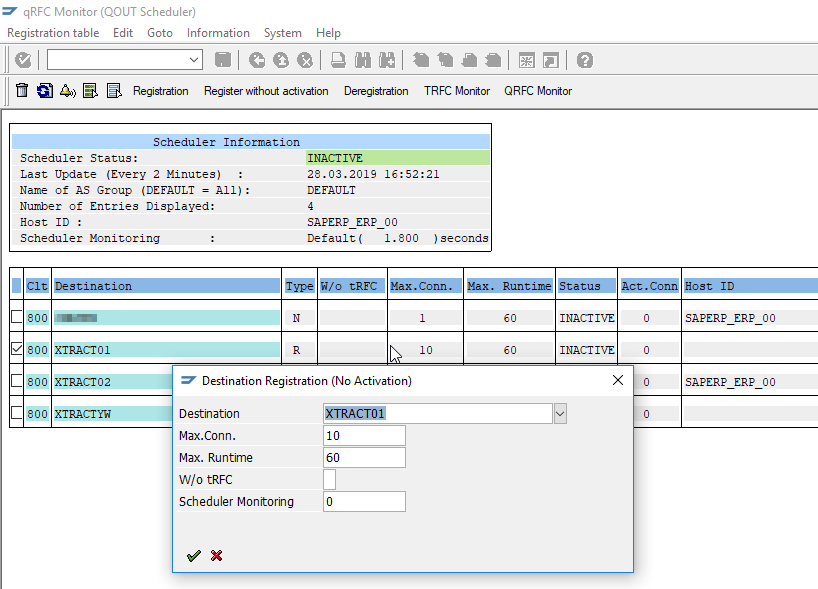 qRFC Monitor (QOUT Scheduler)
Registration table Edit Goto Information System Help
Registration Register without activation Deregistration TRFC Monitor QRFC Monitor
Scheduler Information
Scheduler Status: INACTIVE
Last Update (Every 2 Minutes) : 28.03.2019 16:52:21
Name of AS Group (DEFAULT = All): DEFAULT
Number of Entries Displayed: 4
Host ID : SAPERP_ERP_00
Scheduler Monitoring : Default( 1.800 )seconds
Clt Destination Type W/o tRFC Max.Conn. Max. Runtime Status Act.Conn Host ID
800 N 1 60 INACTIVE 0 SAPERP_ERP_00
800 XTRACT01 R 10 60 INACTIVE 0
800 XTRACT02 0 SAPERP_ERP_00
800 XTRACTYW 0
Destination Registration (No Activation)
Destination XTRACT01
Max.Conn. 10
Max. Runtime 60
W/o tRFC
Scheduler Monitoring 0